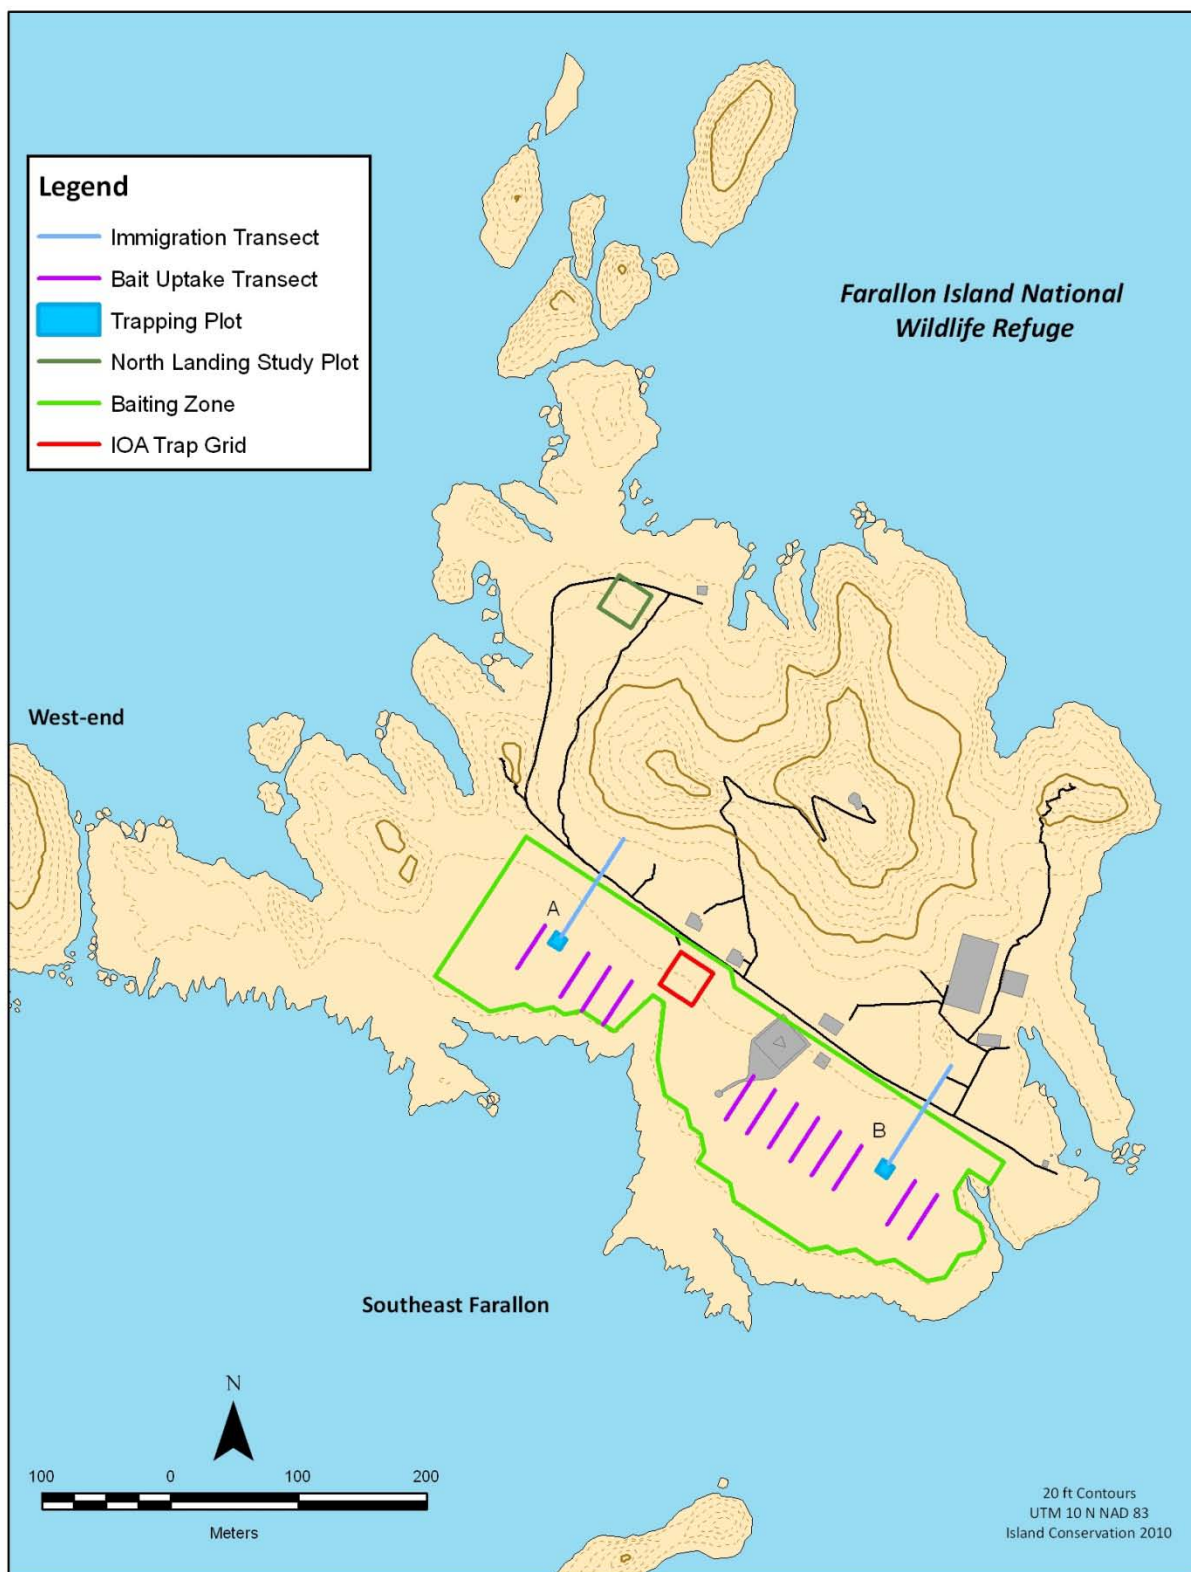 Legend
Immigration Transect
Bait Uptake Transect
Trapping Plot
North Landing Study Plot
Baiting Zone
IOA Trap Grid
Farallon Island National
Wildlife Refuge
West-end
A
B
Southeast Farallon
N
100 0 100 200
Meters
20 ft Contours
UTM 10 N NAD 83
Island Conservation 2010